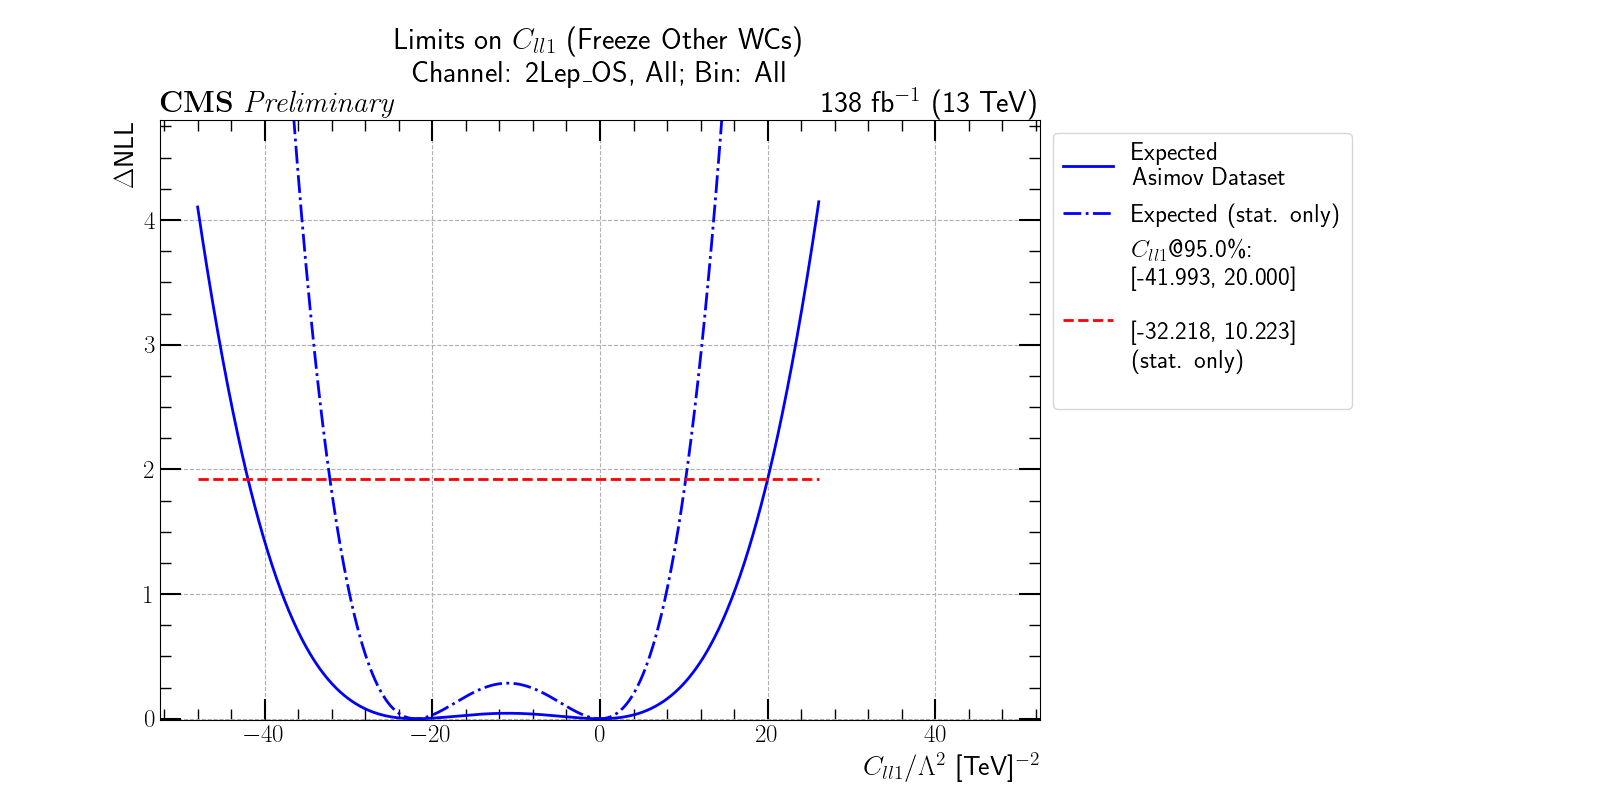 Limits on C_{ll1} (Freeze Other WCs)
Channel: 2Lep_OS, All; Bin: All
CMS Preliminary
138 fb^{-1} (13 TeV)
ΔNLL
4
3
2
1
0
−40
−20
0
20
40
C_{ll1}/Λ^{2} [TeV]^{-2}
Expected
Asimov Dataset
Expected (stat. only)
C_{ll1}@95.0%:
[-41.993, 20.000]
[-32.218, 10.223]
(stat. only)